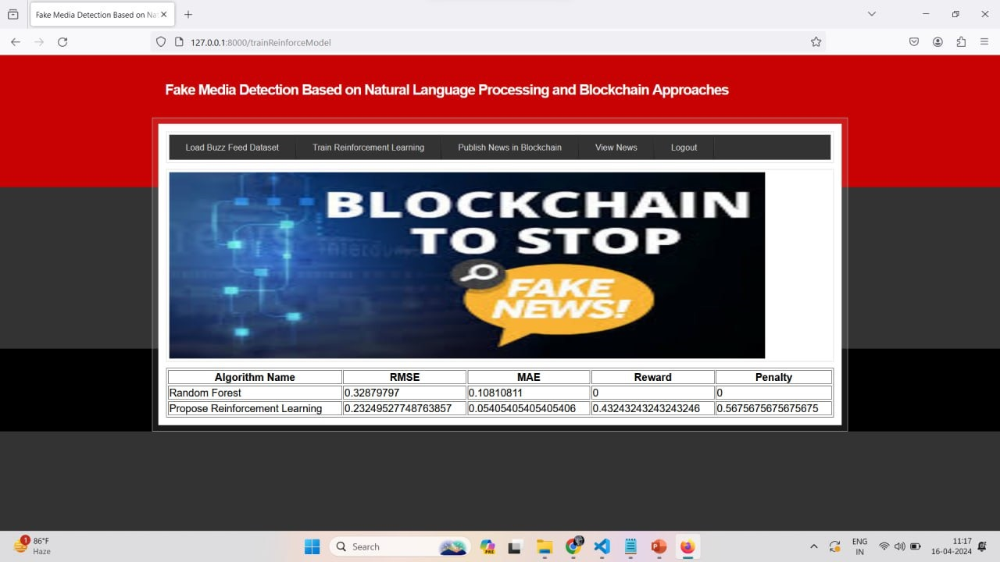 Fake Media Detection Based on Na
127.0.0.1:8000/trainReinforceModel
Fake Media Detection Based on Natural Language Processing and Blockchain Approaches
Load Buzz Feed Dataset Train Reinforcement Learning Publish News in Blockchain View News Logout
BLOCKCHAIN
TO STOP
FAKE
NEWS!
Algorithm Name RMSE MAE Reward Penalty
Random Forest 0.32879797 0.10810811 0 0
Propose Reinforcement Learning 0.23249527748763857 0.05405405405405406 0.43243243243243246 0.5675675675675675
1 86°F
Haze
Search
PRE
ENG
IN
11:17
16-04-2024